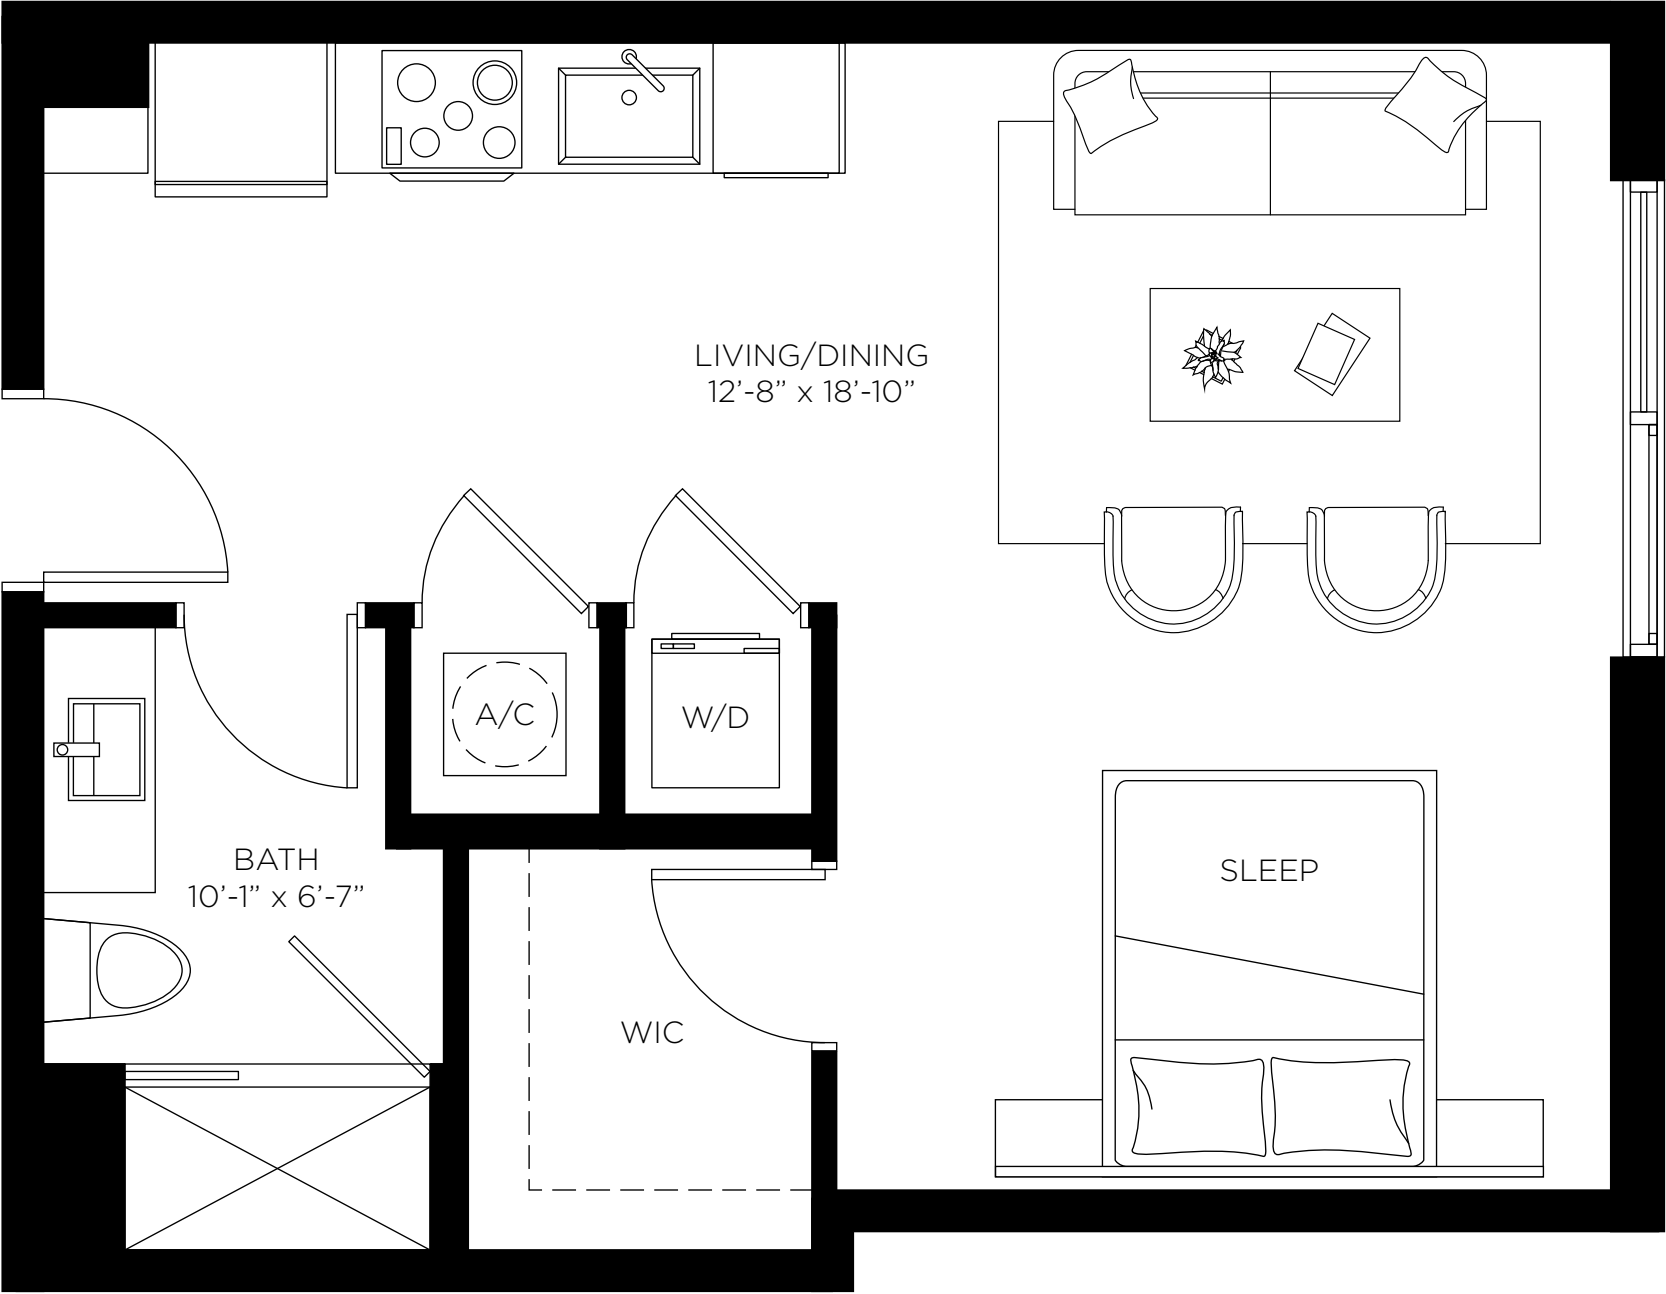 LIVING/DINING
12’-8” x 18’-10”
A/C
W/D
BATH
10’-1” x 6’-7”
SLEEP
WIC